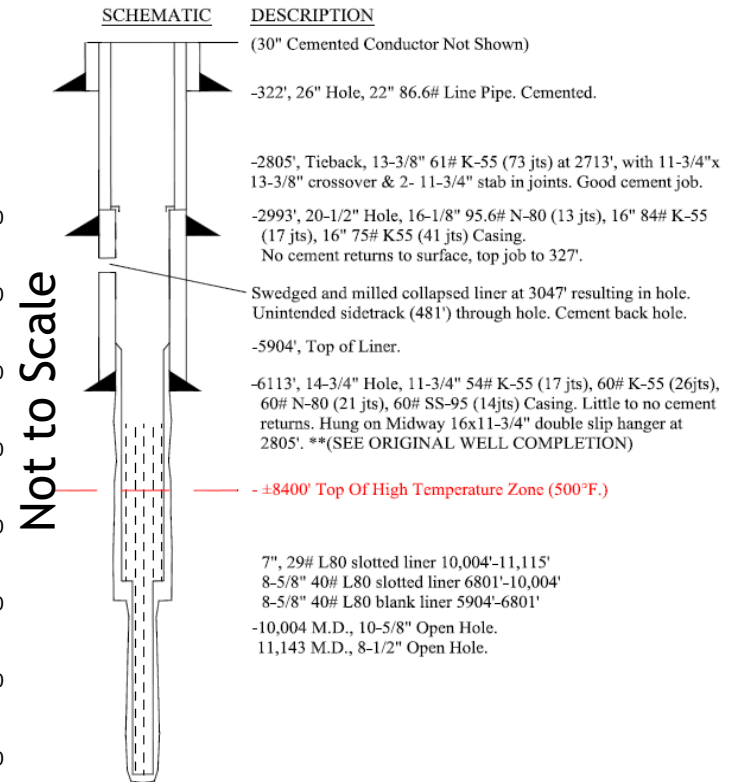 SCHEMATIC DESCRIPTION
(30" Cemented Conductor Not Shown)
-322', 26" Hole, 22" 86.6# Line Pipe. Cemented.
-2805', Tieback, 13-3/8" 61# K-55 (73 jts) at 2713', with 11-3/4"x
13-3/8" crossover & 2- 11-3/4" stab in joints. Good cement job.
-2993', 20-1/2" Hole, 16-1/8" 95.6# N-80 (13 jts), 16" 84# K-55
(17 jts), 16" 75# K55 (41 jts) Casing.
No cement returns to surface, top job to 327'.
Swedged and milled collapsed liner at 3047' resulting in hole.
Unintended sidetrack (481') through hole. Cement back hole.
-5904', Top of Liner.
-6113', 14-3/4" Hole, 11-3/4" 54# K-55 (17 jts), 60# K-55 (26jts),
60# N-80 (21 jts), 60# SS-95 (14jts) Casing. Little to no cement
returns. Hung on Midway 16x11-3/4" double slip hanger at
2805'. **(SEE ORIGINAL WELL COMPLETION)
- ±8400' Top Of High Temperature Zone (500°F.)
7", 29# L80 slotted liner 10,004'-11,115'
8-5/8" 40# L80 slotted liner 6801'-10,004'
8-5/8" 40# L80 blank liner 5904'-6801'
-10,004 M.D., 10-5/8" Open Hole.
11,143 M.D., 8-1/2" Open Hole.
Not to Scale
0
0
0
0
0
0
0
0